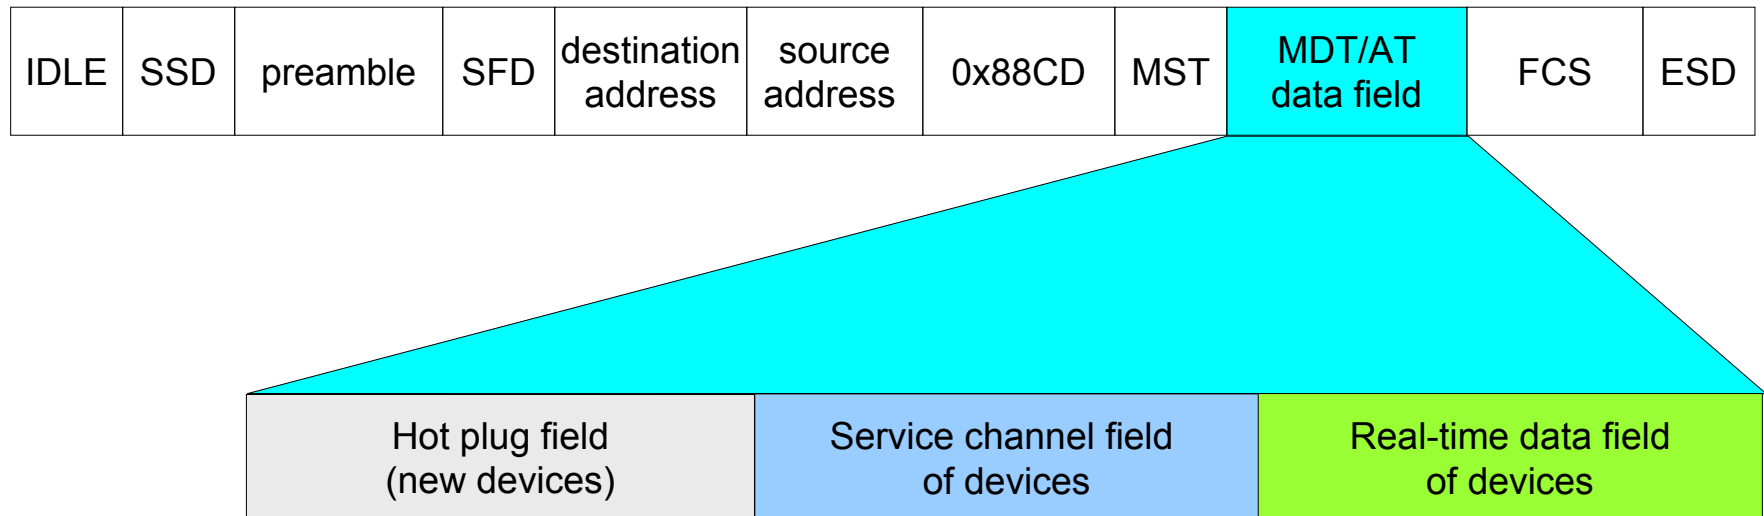 IDLE
SSD
preamble
SFD
destination
address
source
address
0x88CD
MST
MDT/AT
data field
FCS
ESD
Hot plug field
(new devices)
Service channel field
of devices
Real-time data field
of devices